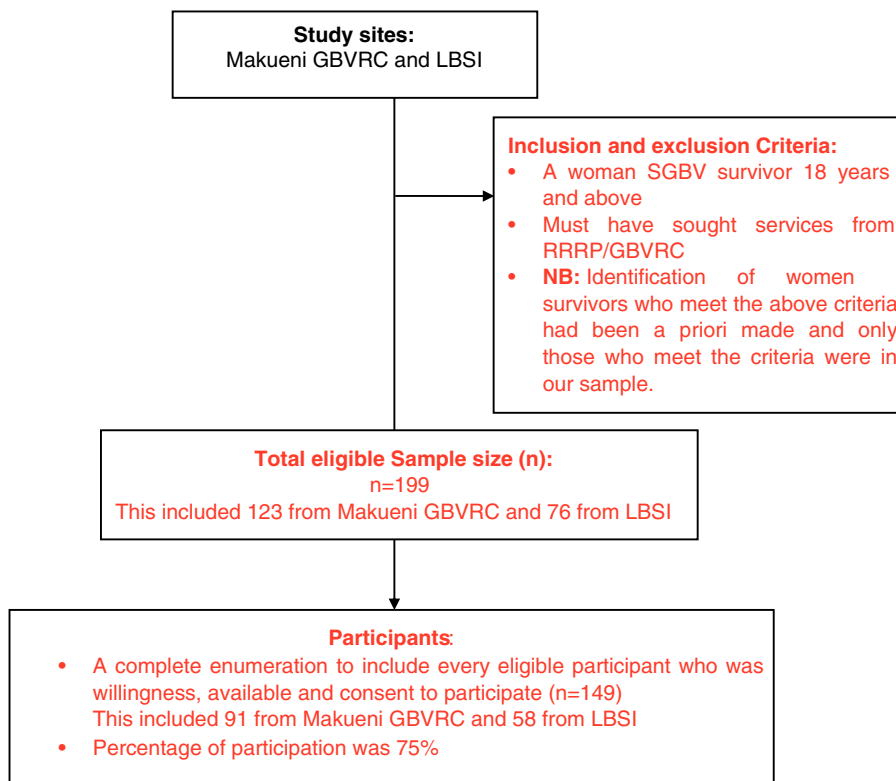 Study sites:
Makueni GBVRC and LBSI
Inclusion and exclusion Criteria:
• A woman SGBV survivor 18 years
and above
• Must have sought services from
RRRP/GBVRC
• NB: Identification of women
survivors who meet the above criteria
had been a priori made and only
those who meet the criteria were in
our sample.
Total eligible Sample size (n):
n=199
This included 123 from Makueni GBVRC and 76 from LBSI
Participants:
• A complete enumeration to include every eligible participant who was
willingness, available and consent to participate (n=149)
This included 91 from Makueni GBVRC and 58 from LBSI
• Percentage of participation was 75%